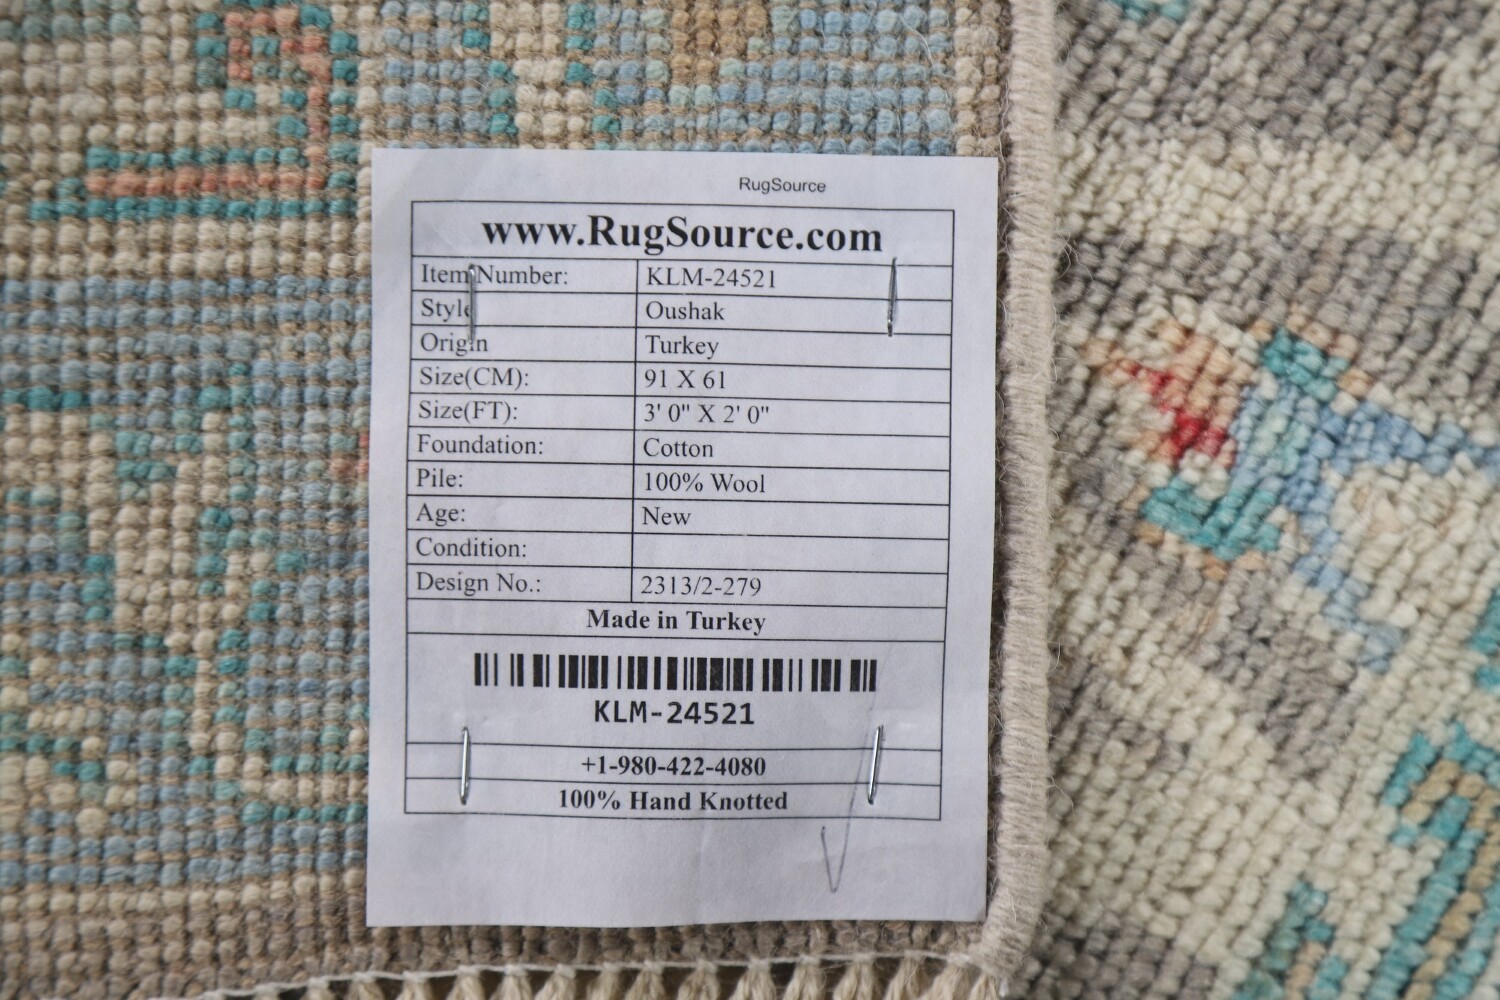 RugSource
www.RugSource.com
Item Number: KLM-24521
Style Oushak
Origin Turkey
Size(CM): 91 X 61
Size(FT): 3' 0" X 2' 0"
Foundation: Cotton
Pile: 100% Wool
Age: New
Condition:
Design No.: 2313/2-279
Made in Turkey
KLM-24521
+1-980-422-4080
100% Hand Knotted